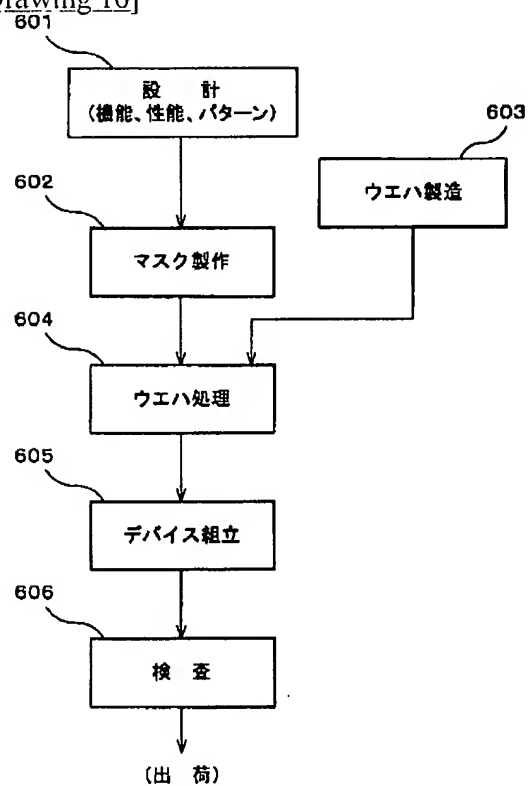 Drawing 10]
601
設 計
(機能、性能、パターン)
603
ウエハ製造
602
マスク製作
604
ウエハ処理
605
デバイス組立
606
検 査
(出 荷)